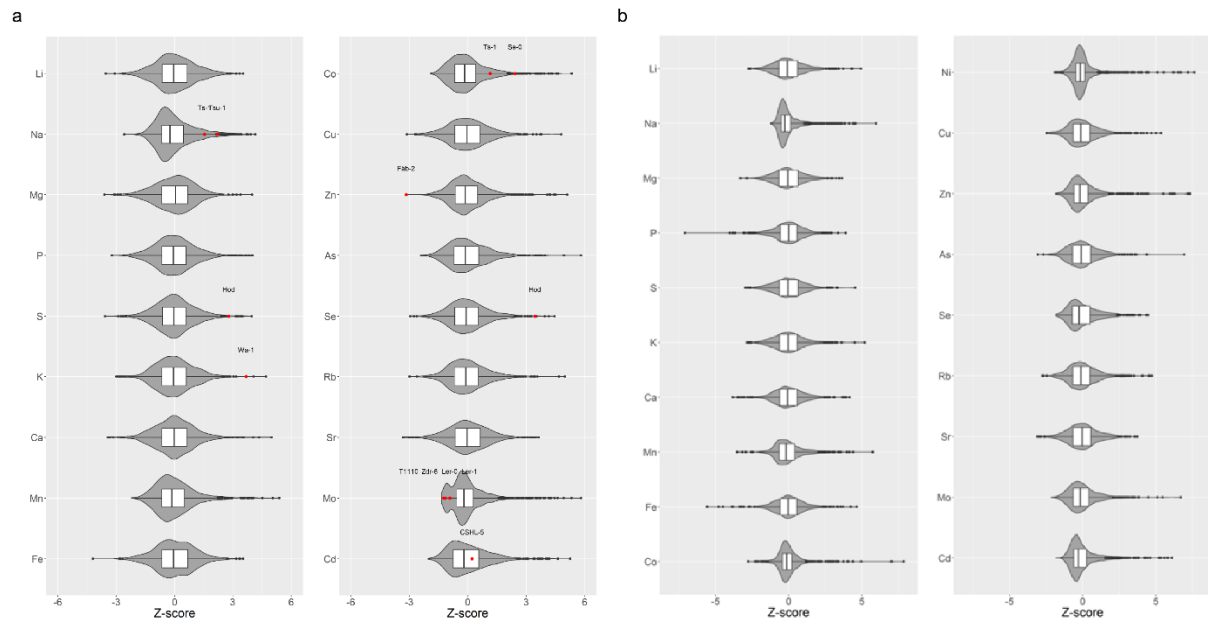 a
b
Li
Na
Ts-1Tsu-1
Mg
P
S
Hod
K
Wa-1
Ca
Mn
Fe
-6 -3 0 3 6
Z-score
Ts-1 Se-0
Co
Cu
Fab-2
Zn
As
Hod
Se
Rb
Sr
T1110 Zdr-6 Ler-0 Ler-1
Mo
CSHL-5
Cd
-6 -3 0 3 6
Z-score
Li
Na
Mg
P
S
K
Ca
Mn
Fe
Co
-5 0 5
Z-score
Ni
Cu
Zn
As
Se
Rb
Sr
Mo
Cd
-5 0 5
Z-score